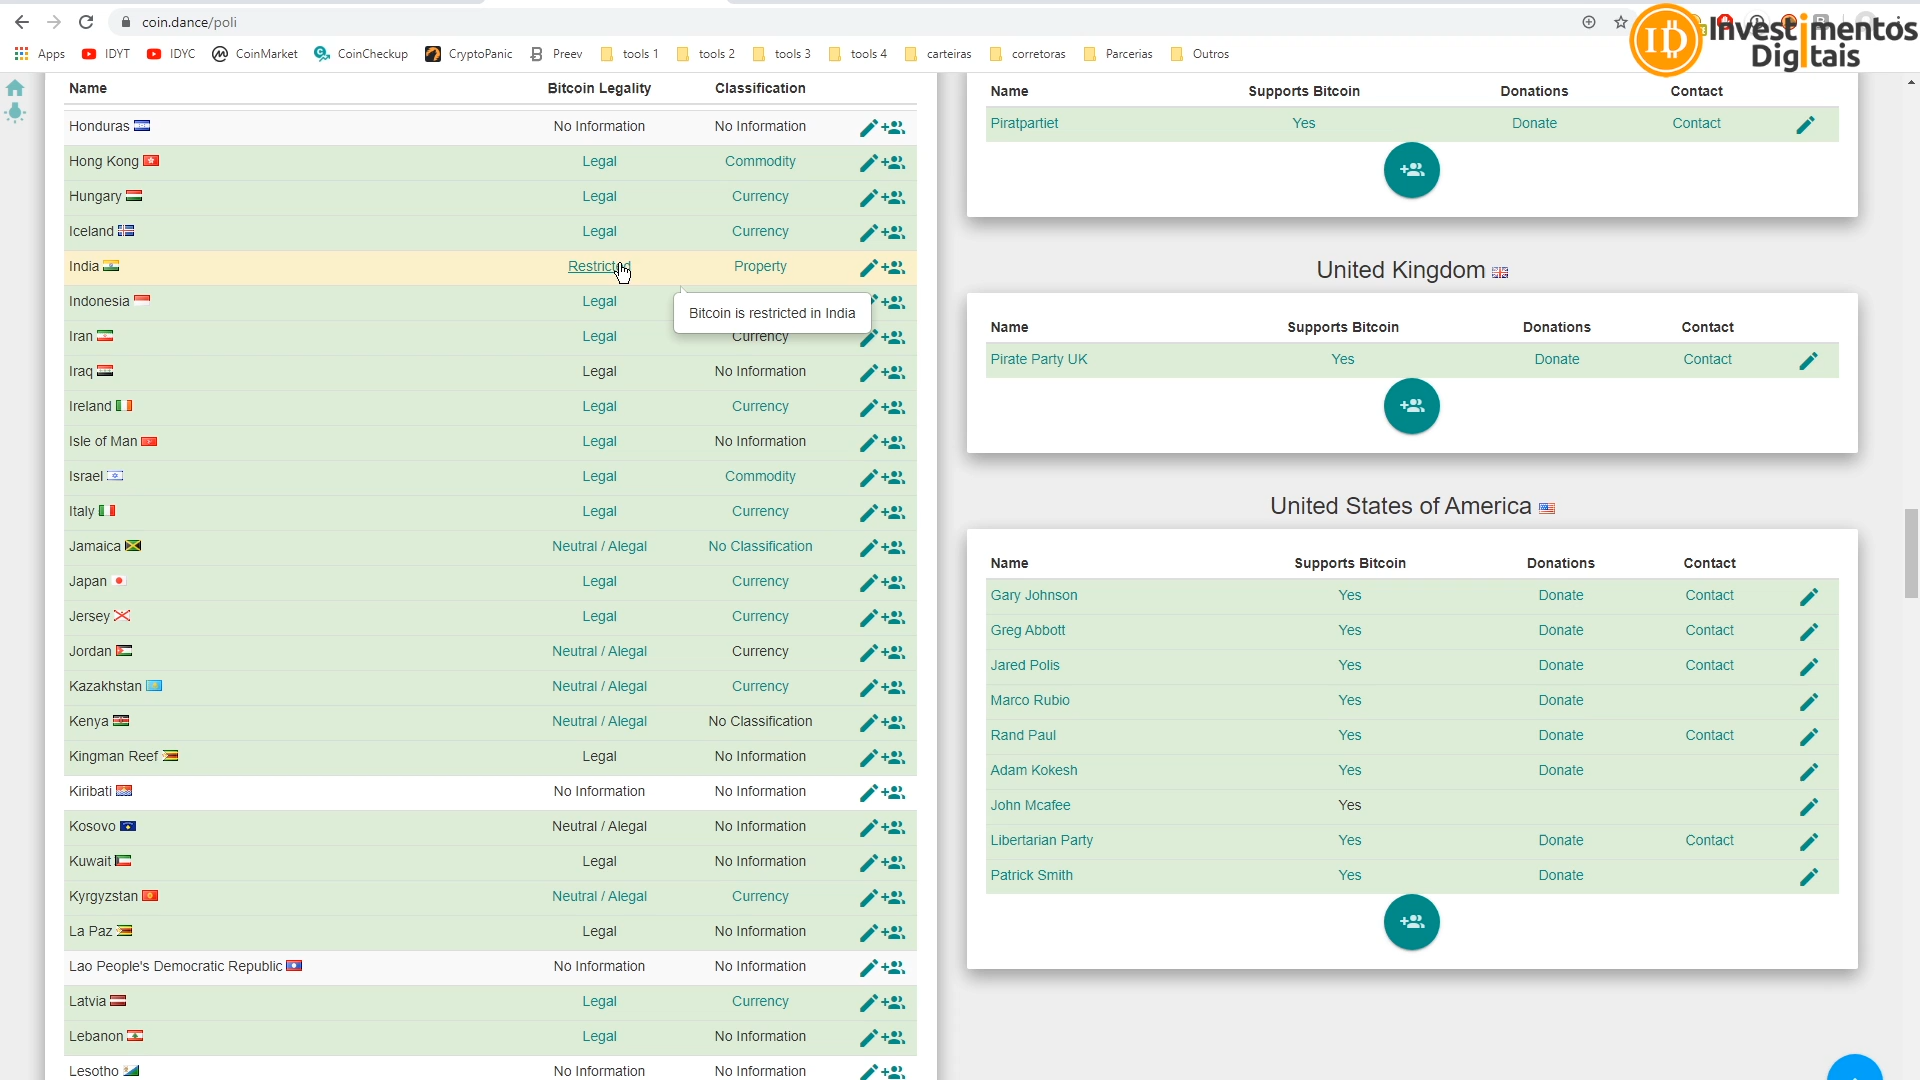 coin.dance/poli
Apps IDYT IDYC CoinMarket CoinCheckup CryptoPanic Preev tools 1 tools 2 tools 3 tools 4 carteiras corretoras Parcerias Outros
ID Investimentos Digitais
Name Bitcoin Legality Classification
Honduras No Information No Information
Hong Kong Legal Commodity
Hungary Legal Currency
Iceland Legal Currency
India Restricted Property
Indonesia Legal
Bitcoin is restricted in India
Iran Legal Currency
Iraq Legal No Information
Ireland Legal Currency
Isle of Man Legal No Information
Israel Legal Commodity
Italy Legal Currency
Jamaica Neutral / Alegal No Classification
Japan Legal Currency
Jersey Legal Currency
Jordan Neutral / Alegal Currency
Kazakhstan Neutral / Alegal Currency
Kenya Neutral / Alegal No Classification
Kingman Reef Legal No Information
Kiribati No Information No Information
Kosovo Neutral / Alegal No Information
Kuwait Legal No Information
Kyrgyzstan Neutral / Alegal Currency
La Paz Legal No Information
Lao People's Democratic Republic No Information No Information
Latvia Legal Currency
Lebanon Legal No Information
Lesotho No Information No Information
Name Supports Bitcoin Donations Contact
Piratpartiet Yes Donate Contact
United Kingdom
Name Supports Bitcoin Donations Contact
Pirate Party UK Yes Donate Contact
United States of America
Name Supports Bitcoin Donations Contact
Gary Johnson Yes Donate Contact
Greg Abbott Yes Donate Contact
Jared Polis Yes Donate Contact
Marco Rubio Yes Donate
Rand Paul Yes Donate Contact
Adam Kokesh Yes Donate
John Mcafee Yes
Libertarian Party Yes Donate Contact
Patrick Smith Yes Donate